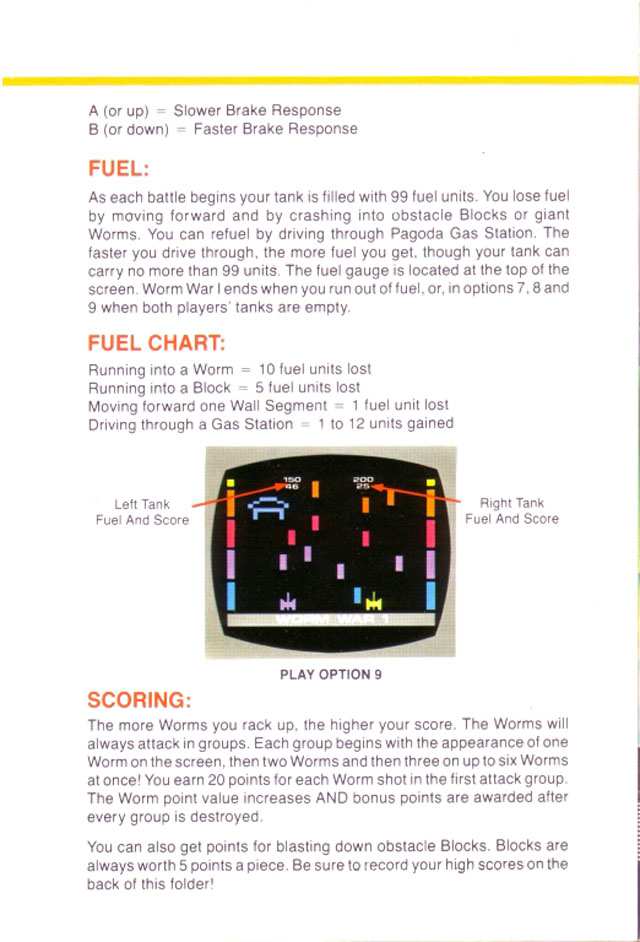 A (or up) = Slower Brake Response
B (or down) = Faster Brake Response
FUEL:
As each battle begins your tank is filled with 99 fuel units. You lose fuel
by moving forward and by crashing into obstacle Blocks or giant
Worms. You can refuel by driving through Pagoda Gas Station. The
faster you drive through, the more fuel you get, though your tank can
carry no more than 99 units. The fuel gauge is located at the top of the
screen. Worm War I ends when you run out of fuel, or, in options 7, 8 and
9 when both players' tanks are empty.
FUEL CHART:
Running into a Worm = 10 fuel units lost
Running into a Block = 5 fuel units lost
Moving forward one Wall Segment = 1 fuel unit lost
Driving through a Gas Station = 1 to 12 units gained
150 200
46 25
Left Tank
Fuel And Score
Right Tank
Fuel And Score
WORM WAR 1
PLAY OPTION 9
SCORING:
The more Worms you rack up, the higher your score. The Worms will
always attack in groups. Each group begins with the appearance of one
Worm on the screen, then two Worms and then three on up to six Worms
at once! You earn 20 points for each Worm shot in the first attack group.
The Worm point value increases AND bonus points are awarded after
every group is destroyed.
You can also get points for blasting down obstacle Blocks. Blocks are
always worth 5 points a piece. Be sure to record your high scores on the
back of this folder!